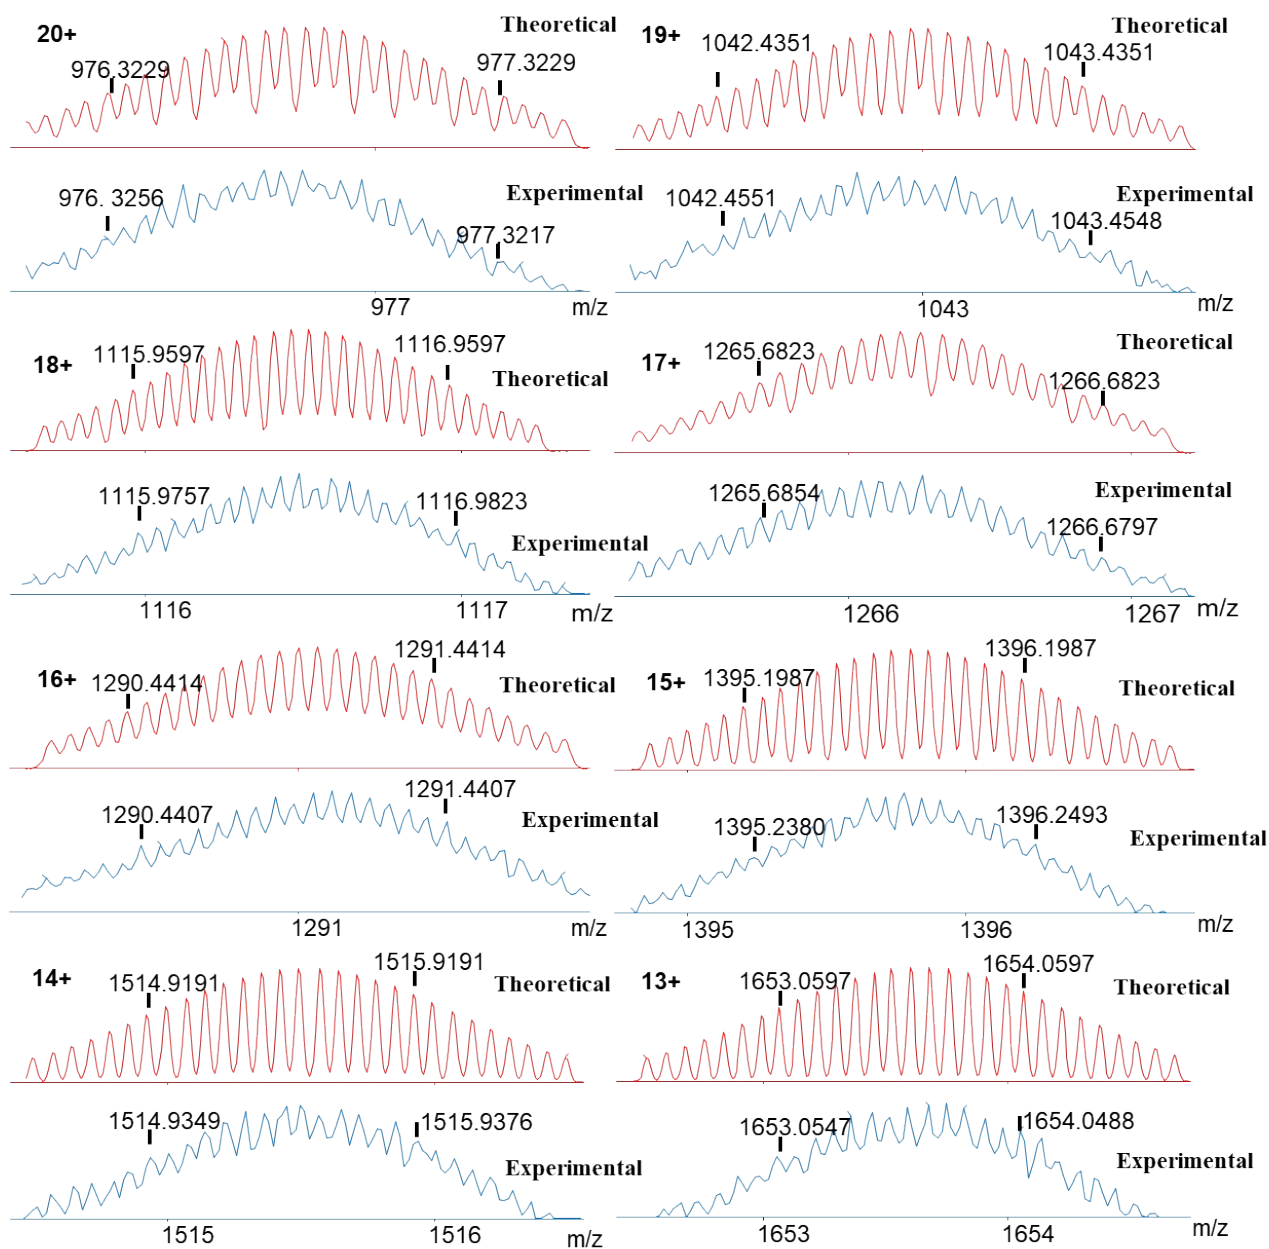 20+
Theoretical
976.3229
977.3229
Experimental
976. 3256
977.3217
977
m/z
19+
Theoretical
1042.4351
1043.4351
Experimental
1042.4551
1043.4548
1043
m/z
18+
1115.9597
1116.9597
Theoretical
1115.9757
1116.9823
Experimental
1116
1117
m/z
17+
1265.6823
Theoretical
1266.6823
1265.6854
Experimental
1266.6797
1266
1267
m/z
16+
1290.4414
1291.4414
Theoretical
1290.4407
1291.4407
Experimental
1291
m/z
15+
1395.1987
1396.1987
Theoretical
1395.2380
1396.2493
Experimental
1395
1396
m/z
14+
1514.9191
1515.9191
Theoretical
1514.9349
1515.9376
Experimental
1515
1516
m/z
13+
1653.0597
1654.0597
Theoretical
1653.0547
1654.0488
Experimental
1653
1654
m/z